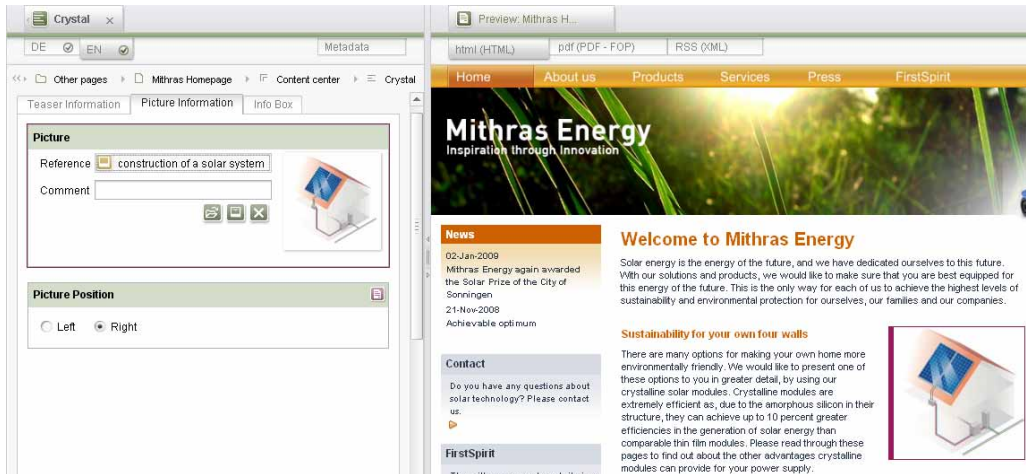 Crystal
DE EN Metadata
Other pages Mithras Homepage Content center Crystal
Teaser Information Picture Information Info Box
Picture
Reference construction of a solar system
Comment
Picture Position
Left Right
Preview: Mithras H...
html (HTML) pdf (PDF - FOP) RSS (XML)
Home About us Products Services Press FirstSpirit
Mithras Energy
Inspiration through Innovation
News
02-Jan-2009
Mithras Energy again awarded
the Solar Prize of the City of
Sonningen
21-Nov-2008
Achievable optimum
Contact
Do you have any questions about
solar technology? Please contact
us.
FirstSpirit
Welcome to Mithras Energy
Solar energy is the energy of the future, and we have dedicated ourselves to this future.
With our solutions and products, we would like to make sure that you are best equipped for
this energy of the future. This is the only way for each of us to achieve the highest levels of
sustainability and environmental protection for ourselves, our families and our companies.
Sustainability for your own four walls
There are many options for making your own home more
environmentally friendly. We would like to present one of
these options to you in greater detail, by using our
crystalline solar modules. Crystalline modules are
extremely efficient as, due to the amorphous silicon in their
structure, they can achieve up to 10 percent greater
efficiencies in the generation of solar energy than
comparable thin film modules. Please read through these
pages to find out about the other advantages crystalline
modules can provide for your power supply.